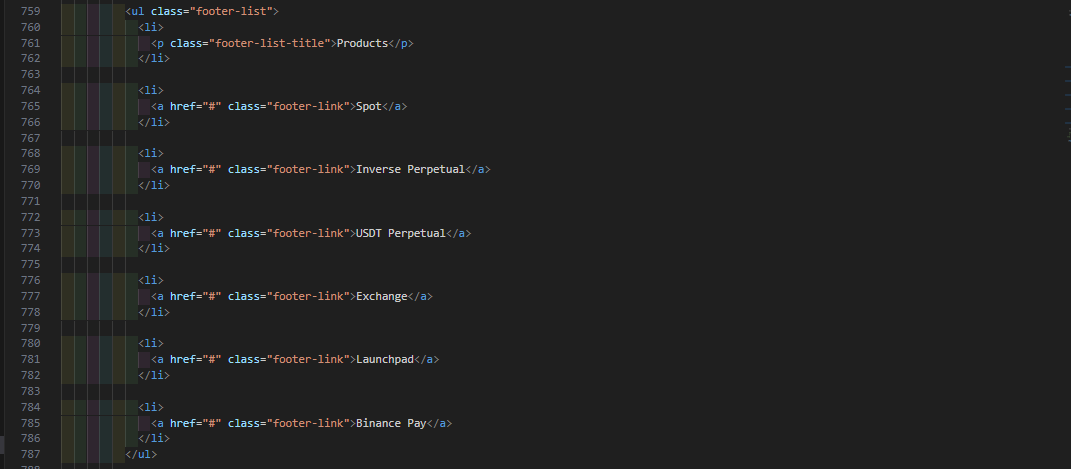 759 <ul class="footer-list">
760 <li>
761 <p class="footer-list-title">Products</p>
762 </li>
763
764 <li>
765 <a href="#" class="footer-link">Spot</a>
766 </li>
767
768 <li>
769 <a href="#" class="footer-link">Inverse Perpetual</a>
770 </li>
771
772 <li>
773 <a href="#" class="footer-link">USDT Perpetual</a>
774 </li>
775
776 <li>
777 <a href="#" class="footer-link">Exchange</a>
778 </li>
779
780 <li>
781 <a href="#" class="footer-link">Launchpad</a>
782 </li>
783
784 <li>
785 <a href="#" class="footer-link">Binance Pay</a>
786 </li>
787 </ul>